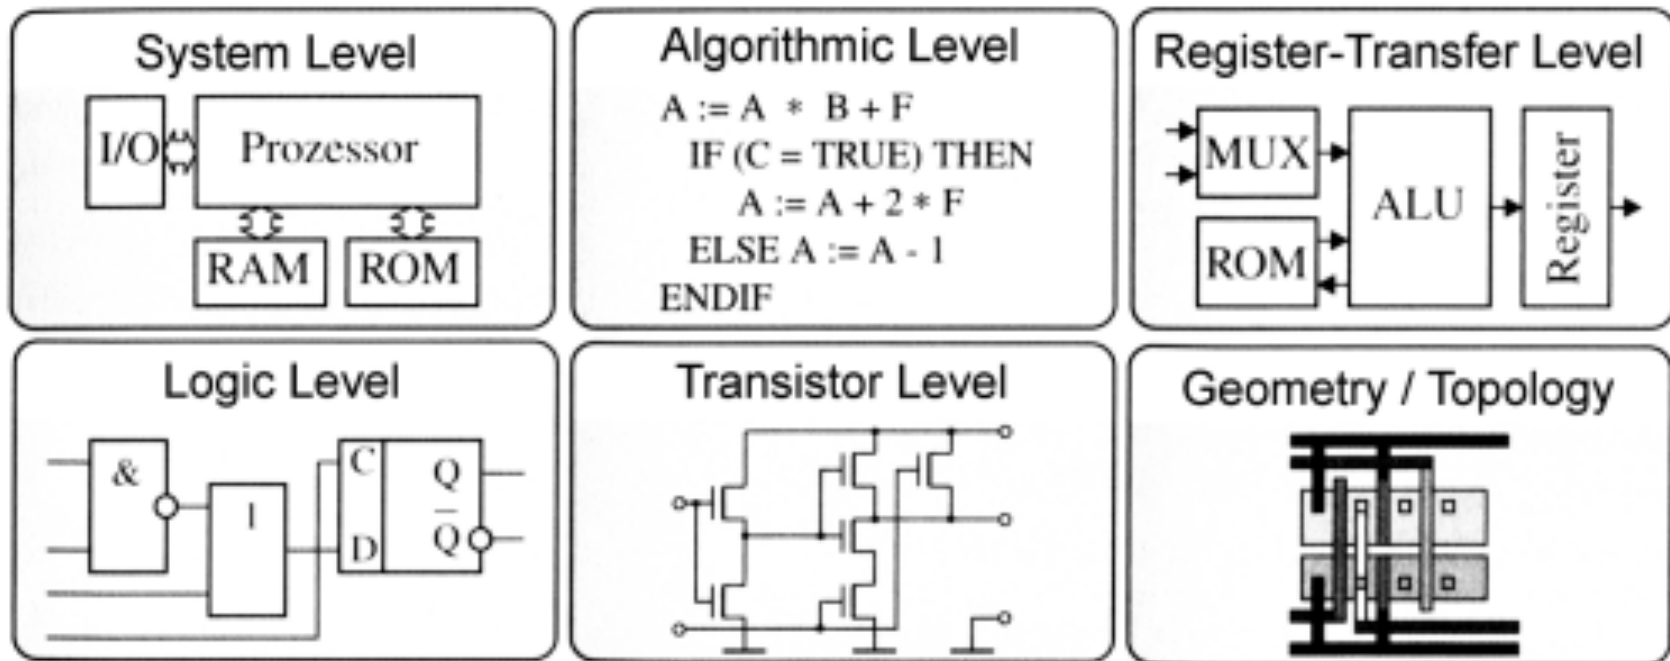 System Level
I/O
Prozessor
RAM
ROM
Algorithmic Level
A := A * B + F
IF (C = TRUE) THEN
A := A + 2 * F
ELSE A := A - 1
ENDIF
Register-Transfer Level
MUX
ROM
ALU
Register
Logic Level
&
1
C
D
Q
Q̅
Transistor Level
Geometry / Topology